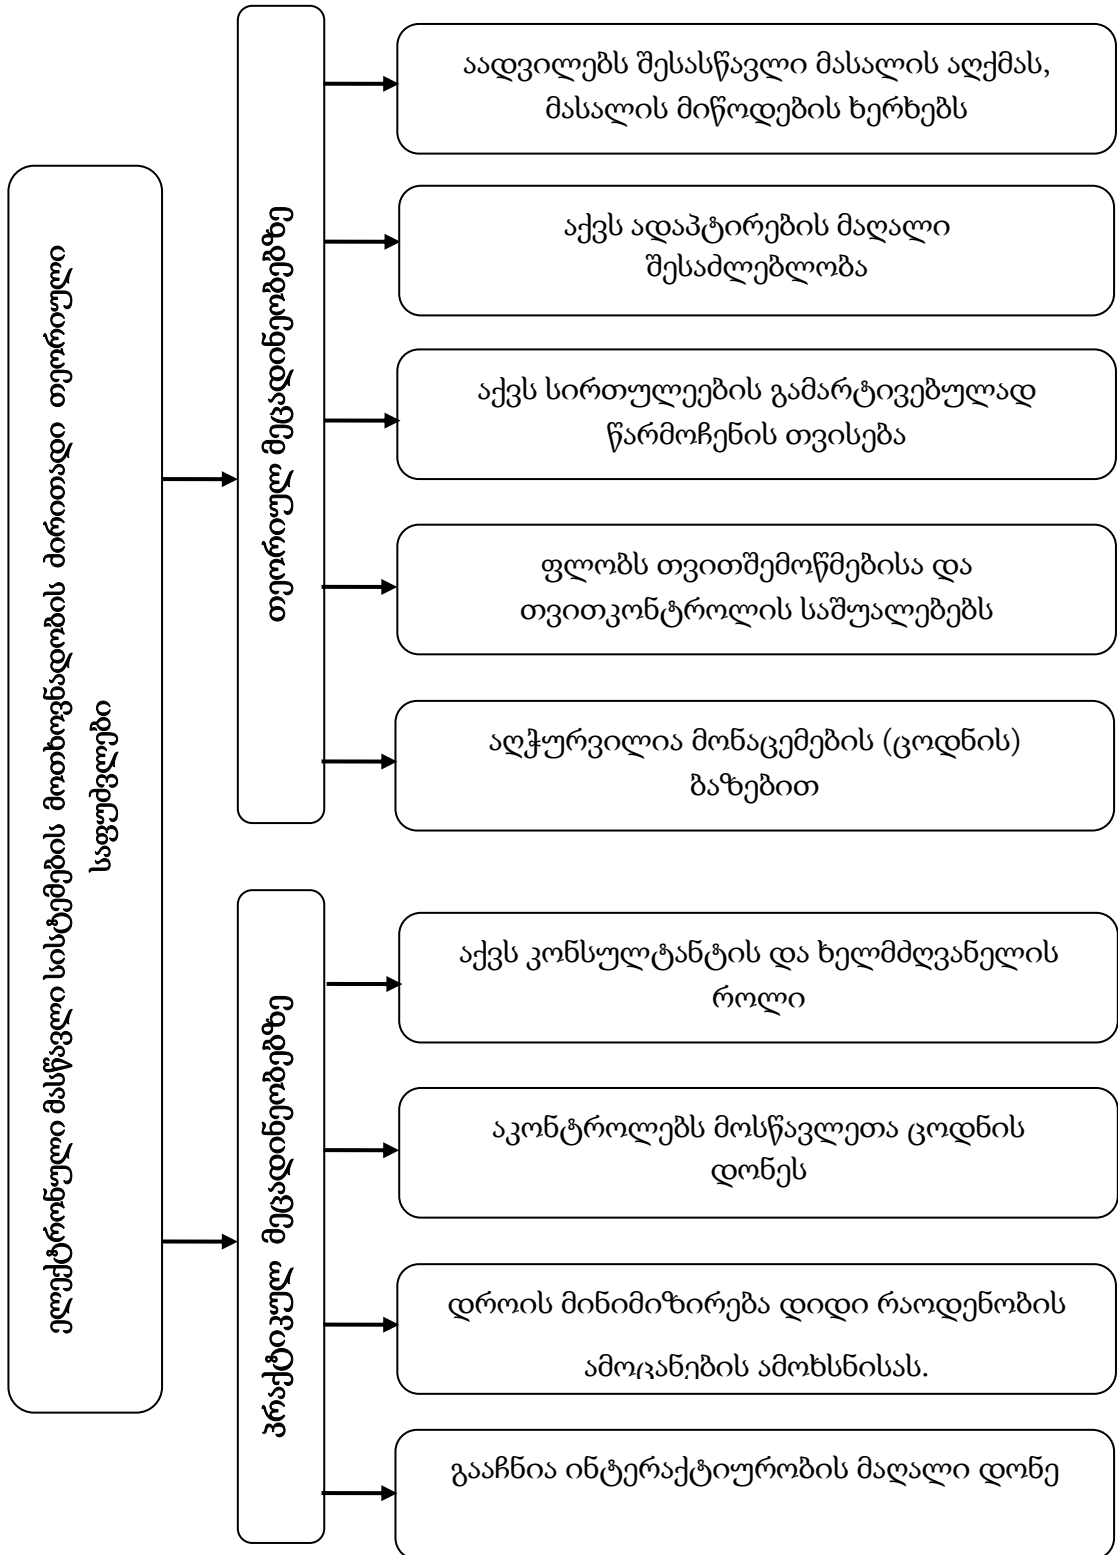 ელექტრონული მასწავლი სისტემების მოთხოვნადობის ძირითადი თეორიული
საფუძვლები
თეორიულ მეცადინეობებზე
აადვილებს შესასწავლი მასალის აღქმას,
მასალის მიწოდების ხერხებს
აქვს ადაპტირების მაღალი
შესაძლებლობა
აქვს სირთულეების გამარტივებულად
წარმოჩენის თვისება
ფლობს თვითშემოწმებისა და
თვითკონტროლის საშუალებებს
აღჭურვილია მონაცემების (ცოდნის)
ბაზებით
პრაქტიკულ მეცადინეობებზე
აქვს კონსულტანტის და ხელმძღვანელის
როლი
აკონტროლებს მოსწავლეთა ცოდნის
დონეს
დროის მინიმიზირება დიდი რაოდენობის
ამოცანების ამოხსნისას.
გააჩნია ინტერაქტიურობის მაღალი დონე